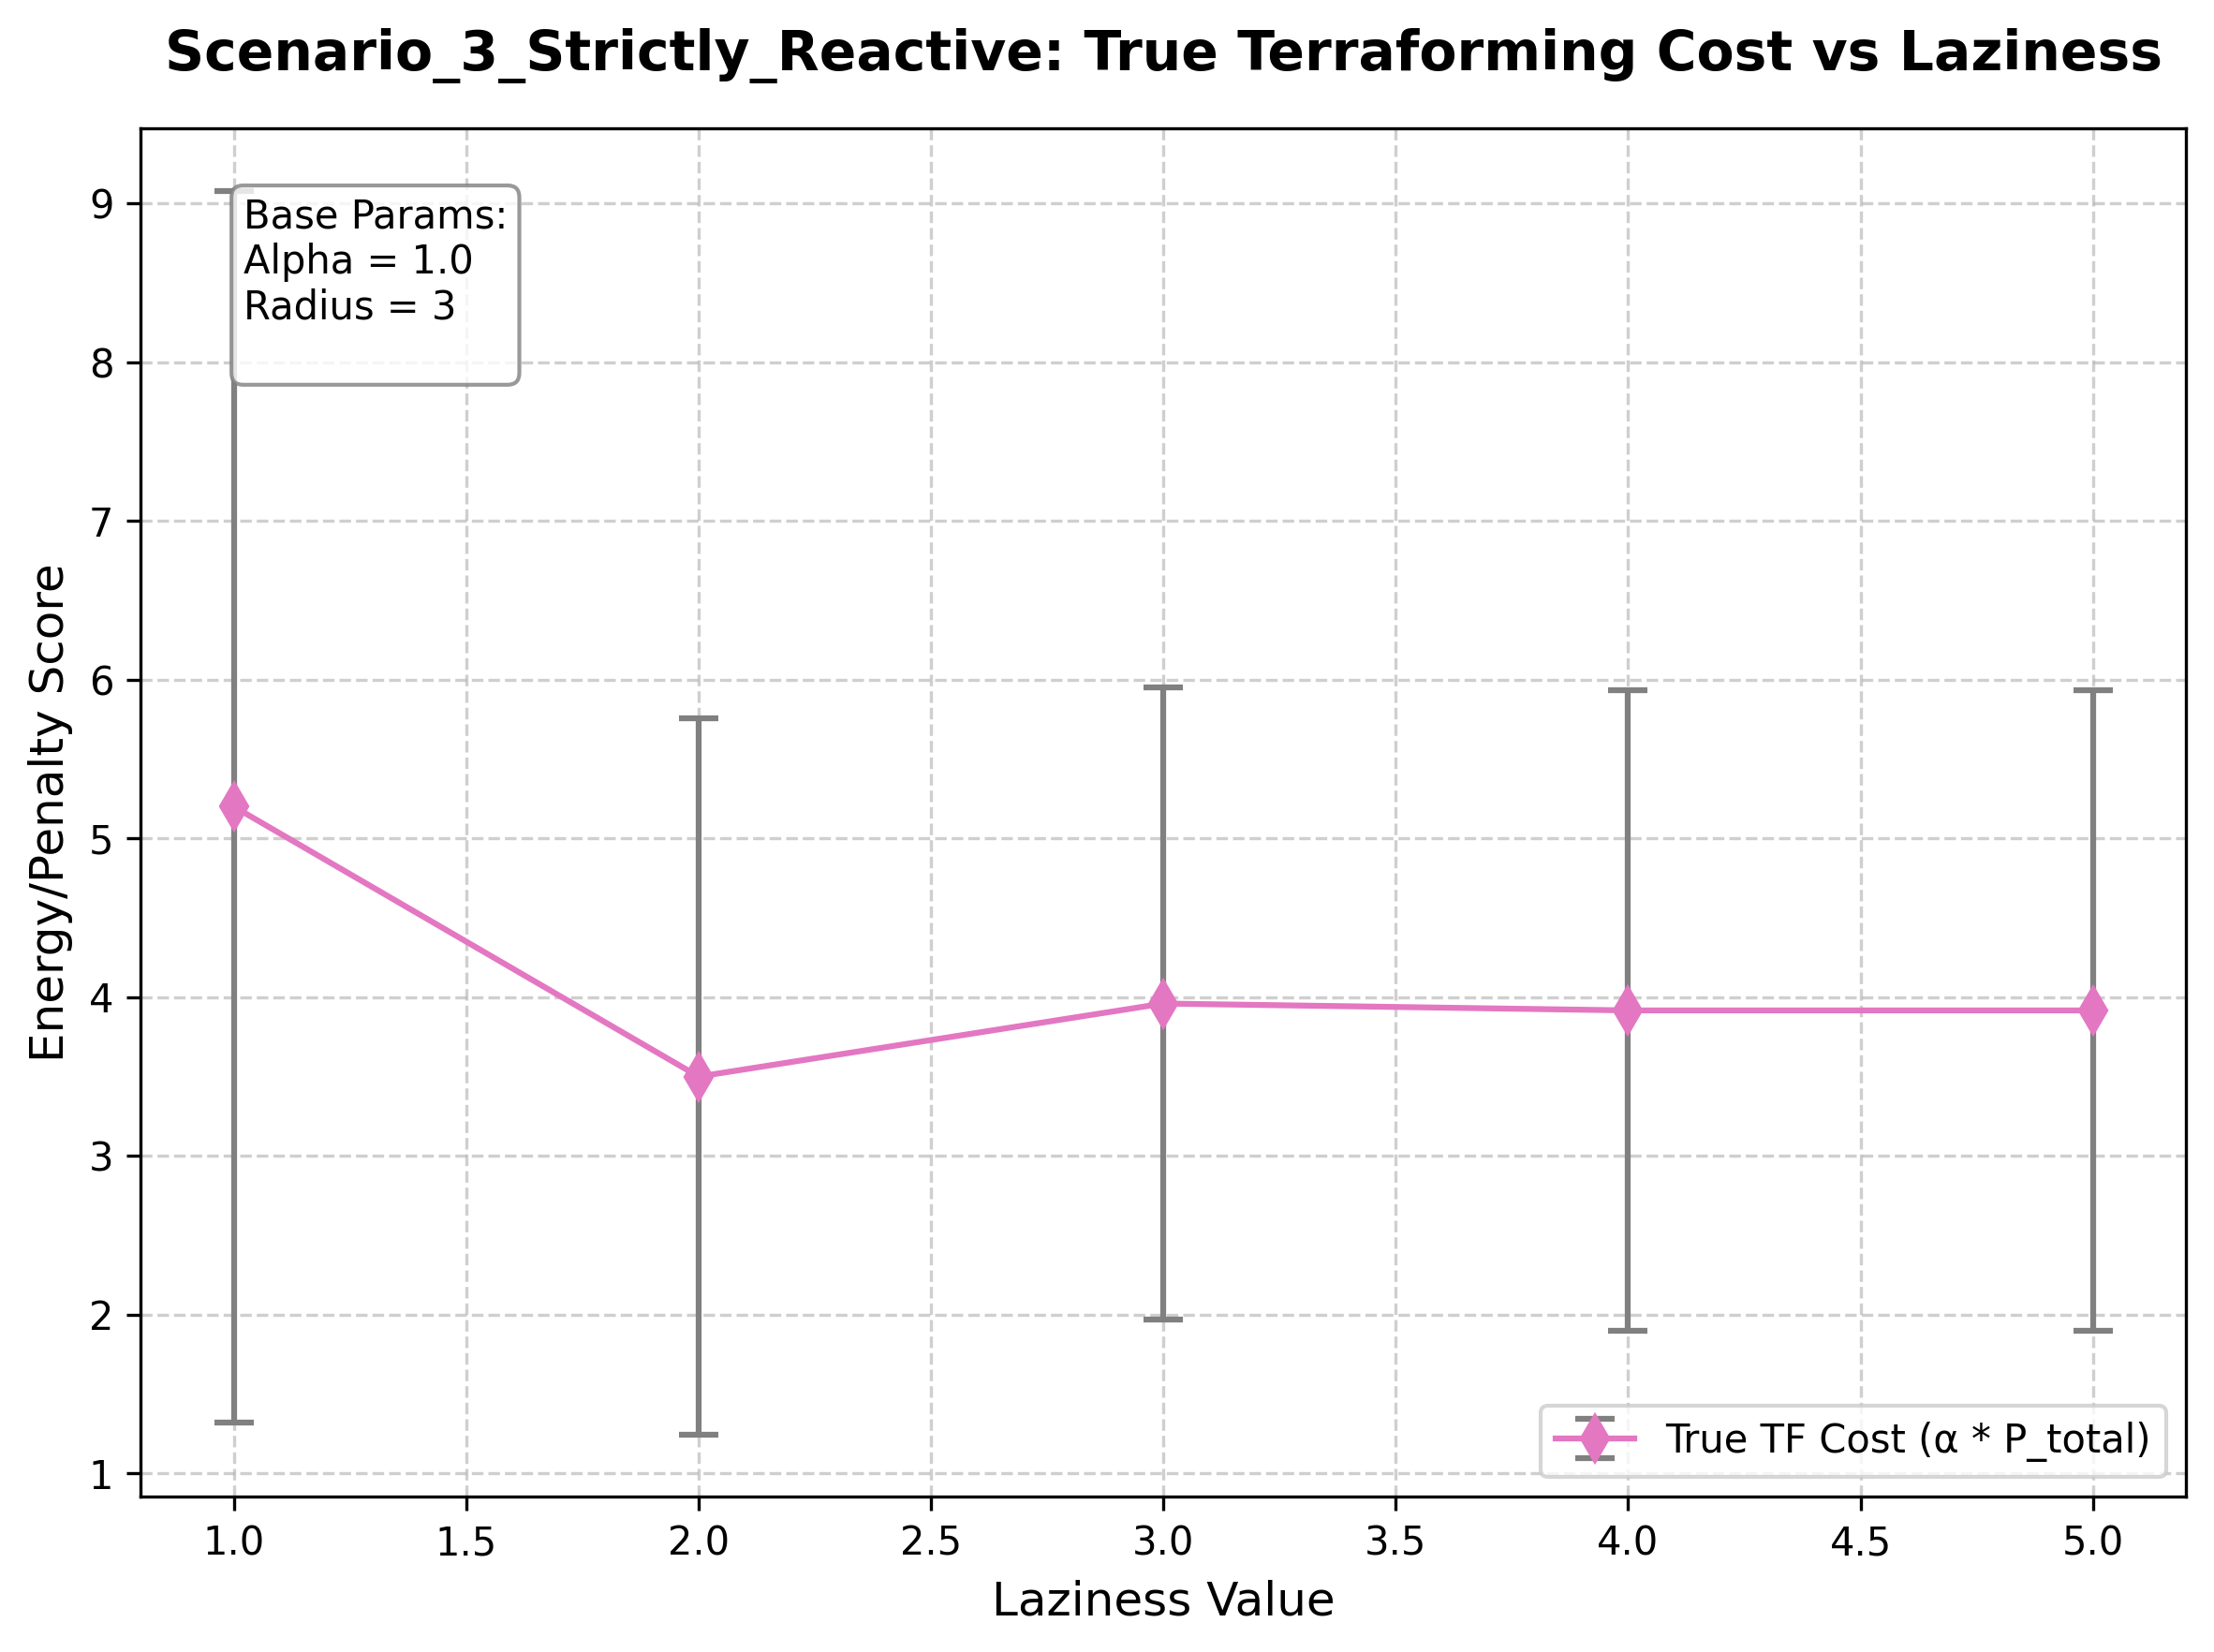 Scenario_3_Strictly_Reactive: True Terraforming Cost vs Laziness
Energy/Penalty Score
9
8
7
6
5
4
3
2
1
Base Params:
Alpha = 1.0
Radius = 3
True TF Cost (α * P_total)
1.0 1.5 2.0 2.5 3.0 3.5 4.0 4.5 5.0
Laziness Value